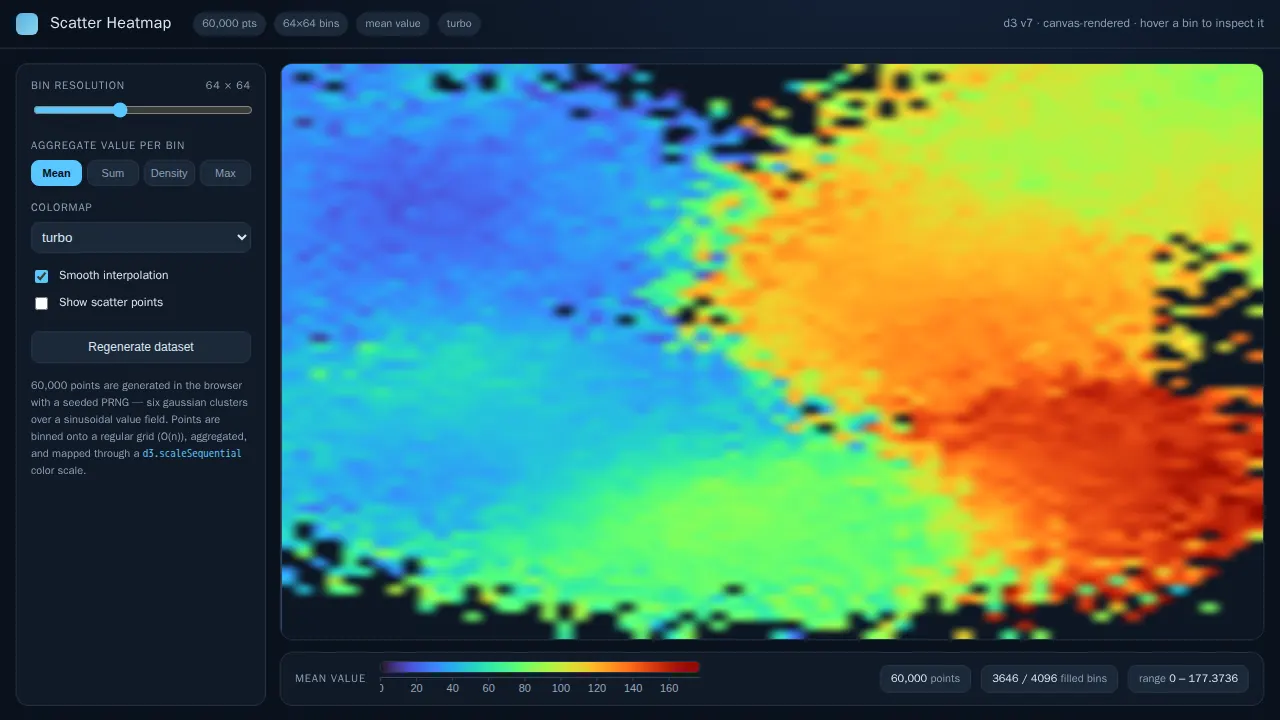 Scatter Heatmap
60,000 pts
64×64 bins
mean value
turbo
d3 v7 · canvas-rendered · hover a bin to inspect it
BIN RESOLUTION
64 × 64
AGGREGATE VALUE PER BIN
Mean
Sum
Density
Max
COLORMAP
turbo
Smooth interpolation
Show scatter points
Regenerate dataset
60,000 points are generated in the browser
with a seeded PRNG — six gaussian clusters
over a sinusoidal value field. Points are
binned onto a regular grid (O(n)), aggregated,
and mapped through a d3.scaleSequential
color scale.
MEAN VALUE
0 20 40 60 80 100 120 140 160
60,000 points
3646 / 4096 filled bins
range 0 – 177.3736